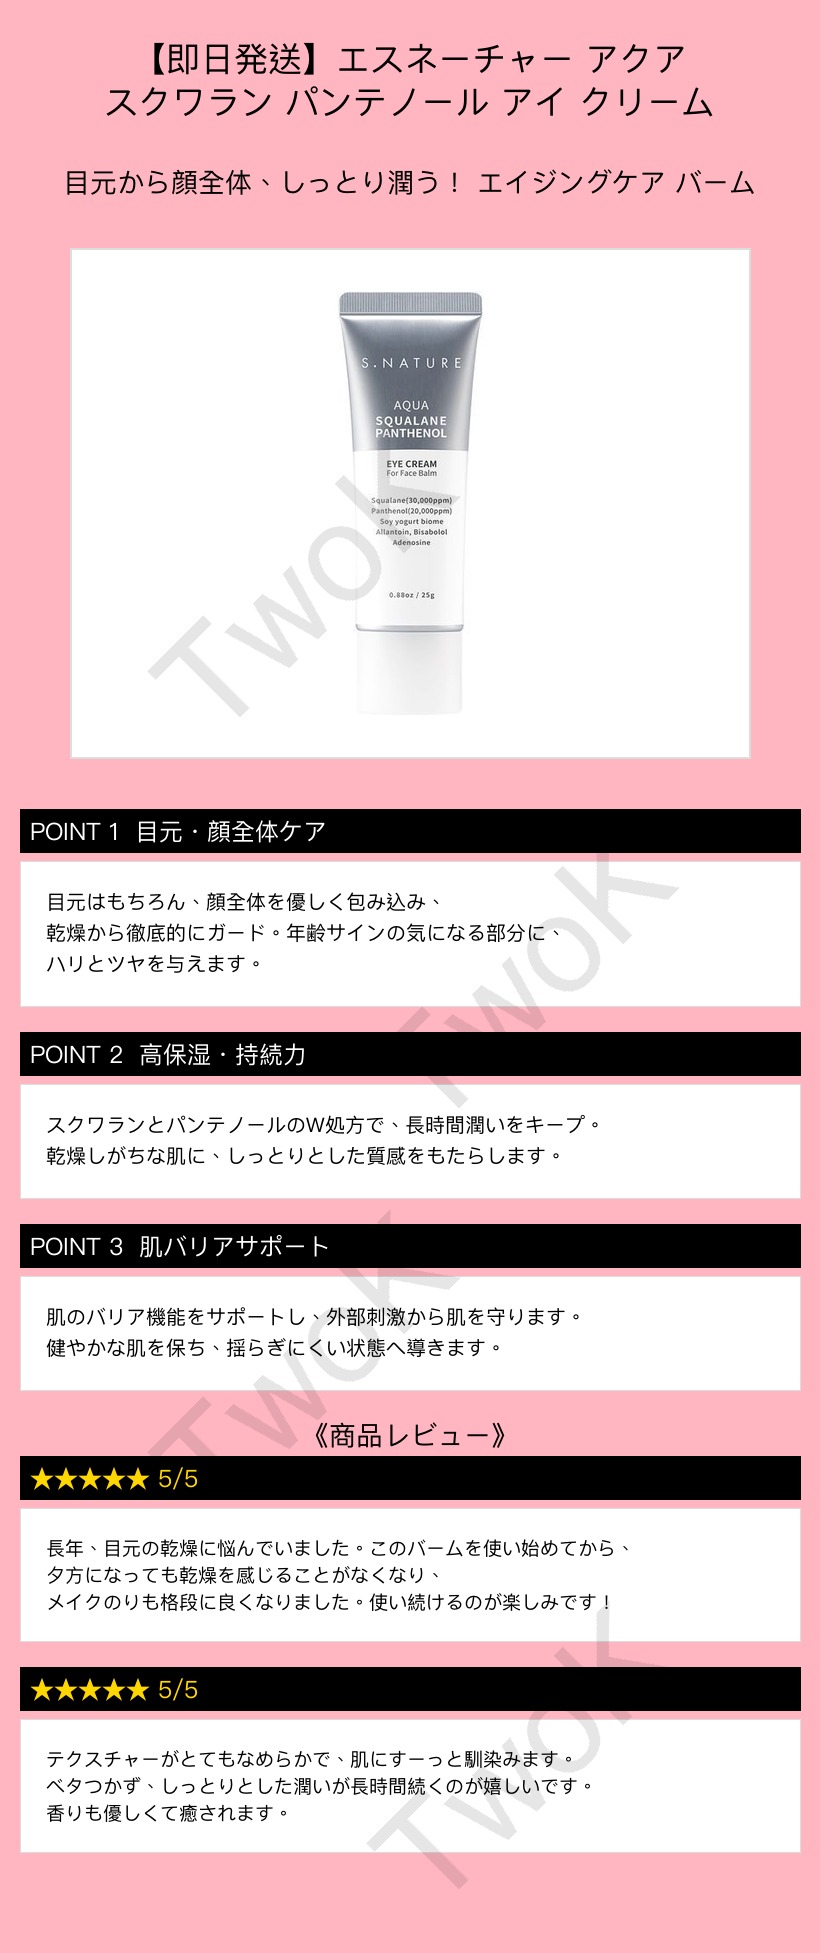 【即日発送】エスネーチャー アクア
スクワラン パンテノール アイ クリーム
目元から顔全体、しっとり潤う！ エイジングケア バーム
S.NATURE
AQUA
SQUALANE
PANTHENOL
EYE CREAM
For Face Balm
Squalane(30,000ppm)
Panthenol(20,000ppm)
Soy yogurt biome
Allantoin, Bisabolol
Adenosine
0.88oz / 25g
TwoK
POINT 1 目元・顔全体ケア
目元はもちろん、顔全体を優しく包み込み、
乾燥から徹底的にガード。年齢サインの気になる部分に、
ハリとツヤを与えます。
TwoK
POINT 2 高保湿・持続力
スクワランとパンテノールのW処方で、長時間潤いをキープ。
乾燥しがちな肌に、しっとりとした質感をもたらします。
POINT 3 肌バリアサポート
肌のバリア機能をサポートし、外部刺激から肌を守ります。
健やかな肌を保ち、揺らぎにくい状態へ導きます。
TwoK
《商品レビュー》
★★★★★ 5/5
長年、目元の乾燥に悩んでいました。このバームを使い始めてから、
夕方になっても乾燥を感じることがなくなり、
メイクのりも格段に良くなりました。使い続けるのが楽しみです！
★★★★★ 5/5
テクスチャーがとてもなめらかで、肌にすーっと馴染みます。
ベタつかず、しっとりとした潤いが長時間続くのが嬉しいです。
香りも優しくて癒されます。
TwoK